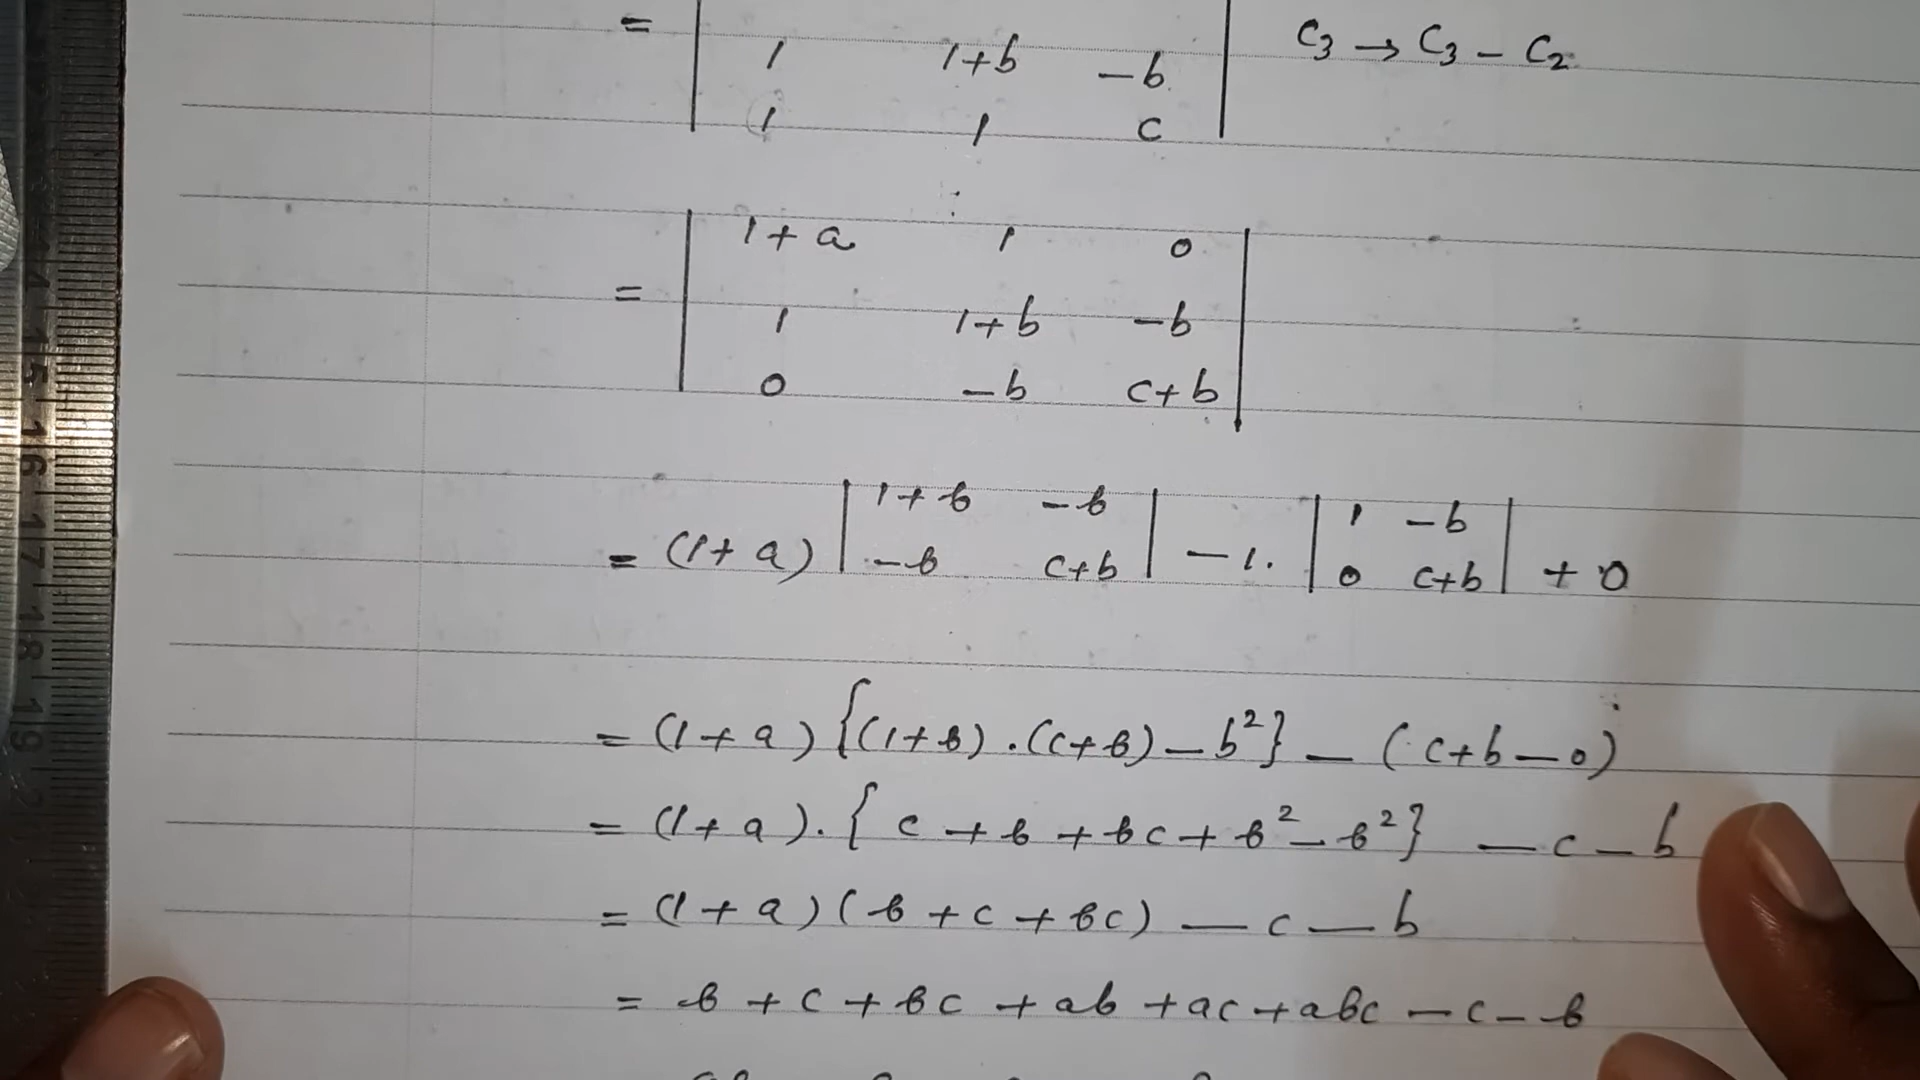 = | 1 1+b -b | C3 → C3 - C2
1 1 c
| 1+a 1 0 |
= | 1 1+b -b |
| 0 -b c+b |
= (1+a) | 1+b -b | -1. | 1 -b | + 0
| -b c+b | | 0 c+b |
= (1+a) {(1+b).(c+b) - b²} - (c+b-0)
= (1+a).{ c+b+bc+b²-b²} - c - b
= (1+a)(b+c+bc) - c - b
= b+c+bc+ab+ac+abc-c-b